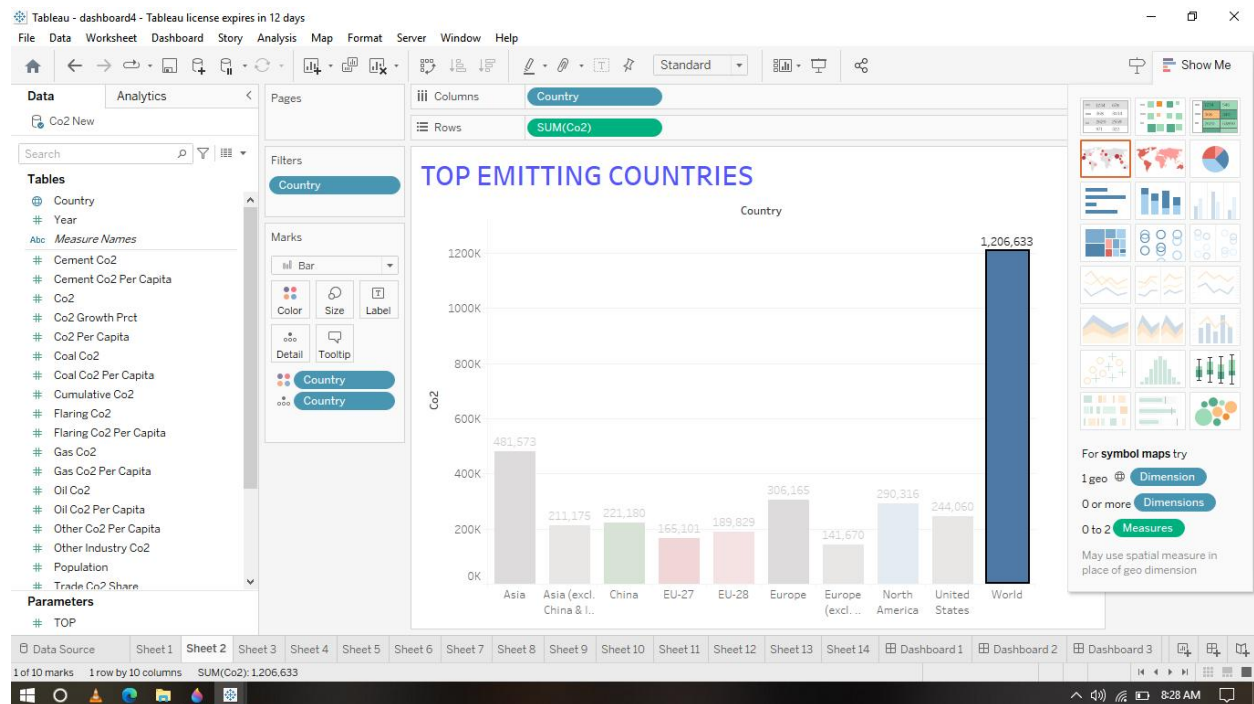 Tableau - dashboard4 - Tableau license expires in 12 days
File Data Worksheet Dashboard Story Analysis Map Format Server Window Help
Standard
Show Me
Data
Analytics
Co2 New
Search
Tables
Country
Year
Abc Measure Names
Cement Co2
Cement Co2 Per Capita
Co2
Co2 Growth Prct
Co2 Per Capita
Coal Co2
Coal Co2 Per Capita
Cumulative Co2
Flaring Co2
Flaring Co2 Per Capita
Gas Co2
Gas Co2 Per Capita
Oil Co2
Oil Co2 Per Capita
Other Co2 Per Capita
Other Industry Co2
Population
Trade Co2 Share
Parameters
TOP
Pages
Filters
Country
Marks
Bar
Color Size Label
Detail Tooltip
Country
Country
Columns
Country
Rows
SUM(Co2)
TOP EMITTING COUNTRIES
Country
Co2
1200K
1000K
800K
600K
400K
200K
0K
481,573
211,175
221,180
165,101
189,829
306,165
141,670
290,316
244,060
1,206,633
Asia
Asia (excl.
China & I..
China
EU-27
EU-28
Europe
Europe
(excl. ..
North
America
United
States
World
For symbol maps try
1 geo Dimension
0 or more Dimensions
0 to 2 Measures
May use spatial measure in
place of geo dimension
Data Source Sheet 1 Sheet 2 Sheet 3 Sheet 4 Sheet 5 Sheet 6 Sheet 7 Sheet 8 Sheet 9 Sheet 10 Sheet 11 Sheet 12 Sheet 13 Sheet 14 Dashboard 1 Dashboard 2 Dashboard 3
1 of 10 marks 1 row by 10 columns SUM(Co2): 1,206,633
8:28 AM